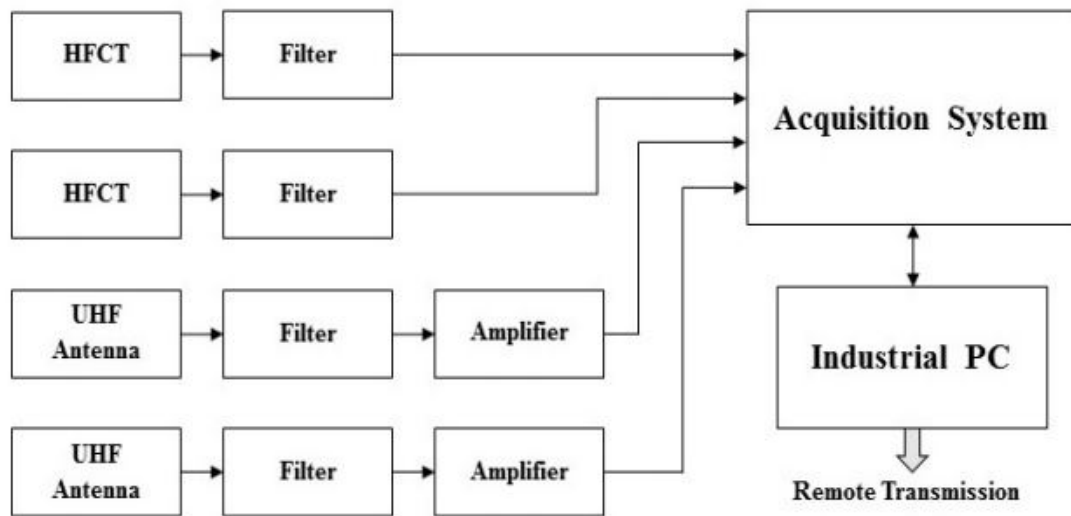 HFCT
Filter
Acquisition System
HFCT
Filter
UHF
Antenna
Filter
Amplifier
Industrial PC
UHF
Antenna
Filter
Amplifier
Remote Transmission